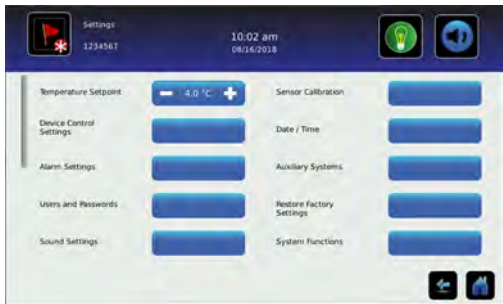 Settings
1234567
10:02 am
08/16/2018
Temperature Setpoint
4.0 °C
Sensor Calibration
Device Control
Settings
Date / Time
Alarm Settings
Auxiliary Systems
Users and Passwords
Restore Factory
Settings
Sound Settings
System Functions